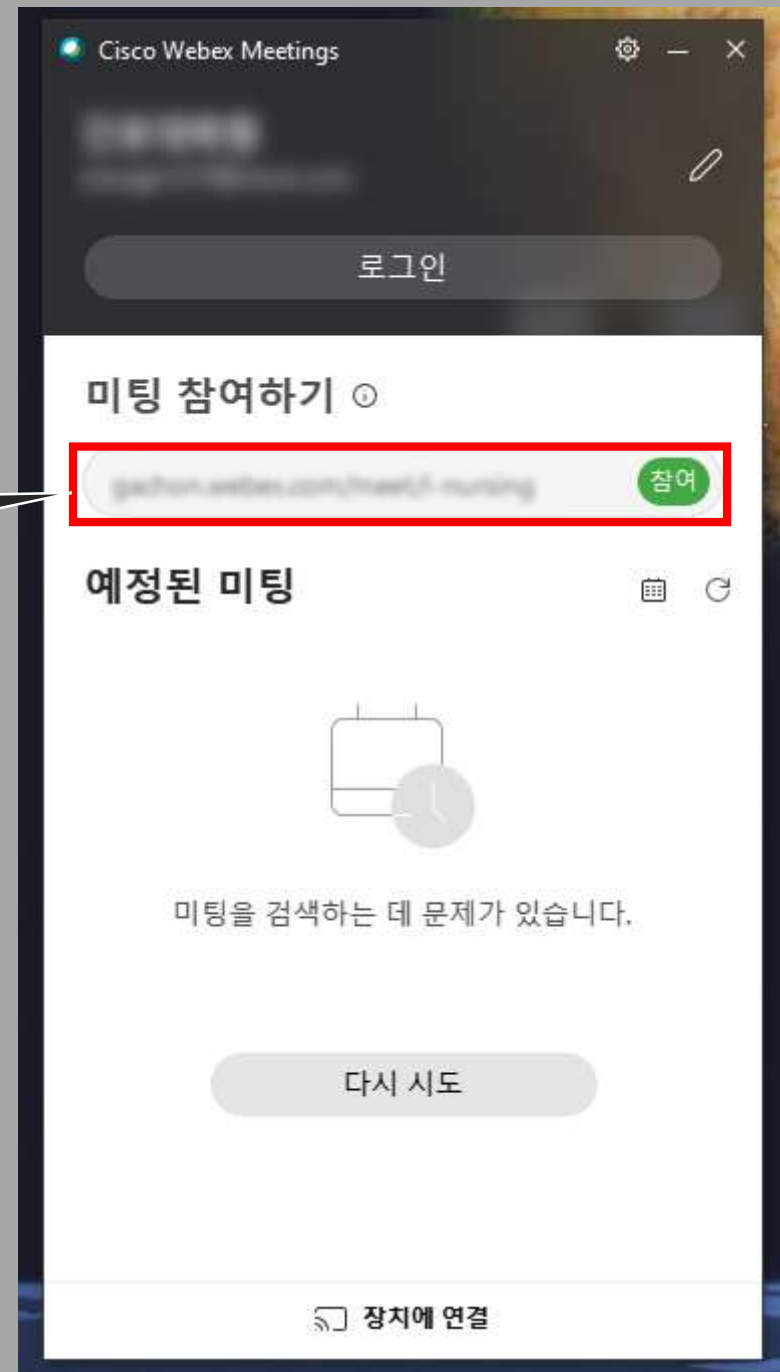 Cisco Webex Meetings
로그인
미팅 참여하기
참여
예정된 미팅
미팅을 검색하는 데 문제가 있습니다.
다시 시도
장치에 연결